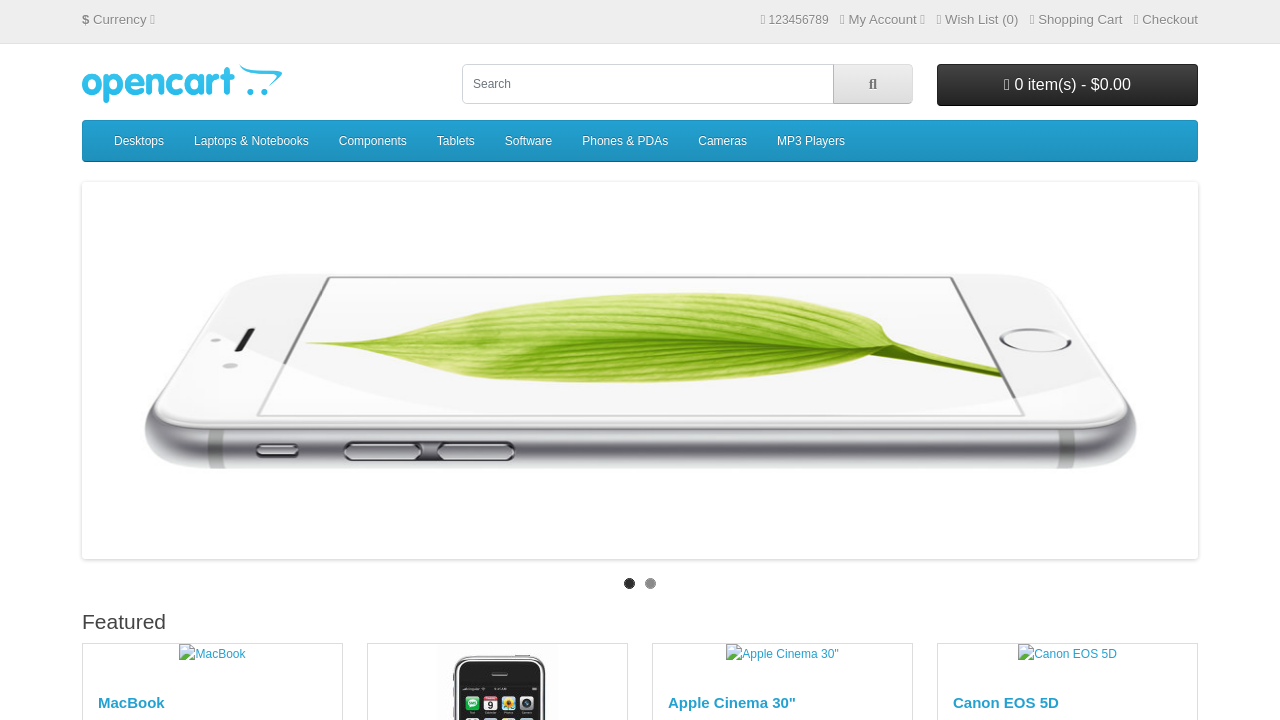 $ Currency
123456789 My Account Wish List (0) Shopping Cart Checkout
opencart
Search
0 item(s) - $0.00
Desktops Laptops & Notebooks Components Tablets Software Phones & PDAs Cameras MP3 Players
Featured
MacBook Apple Cinema 30" Canon EOS 5D
MacBook Apple Cinema 30" Canon EOS 5D